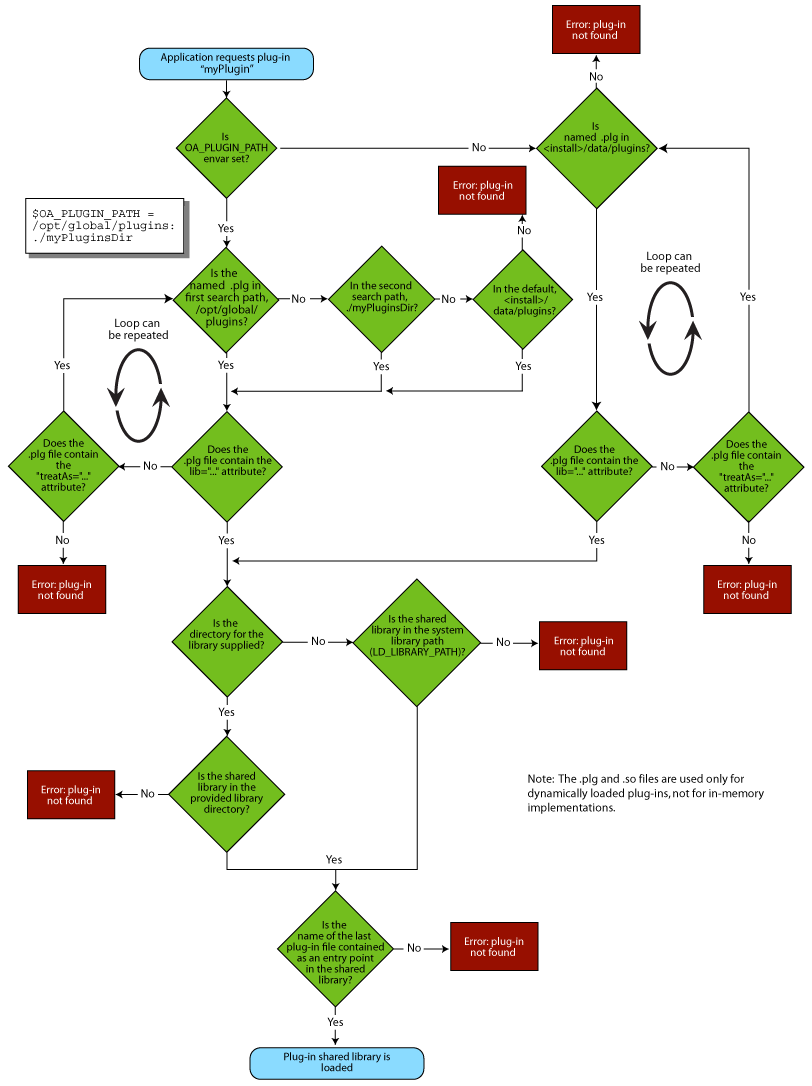 Error: plug-in
not found
Application requests plug-in
“myPlugin”
No
Is
OA_PLUGIN_PATH
envar set?
No
Is
named .plg in
<install>/data/plugins?
Error: plug-in
not found
$OA_PLUGIN_PATH =
/opt/global/plugins:
./myPluginsDir
Yes
No
Is the
named .plg in
first search path,
/opt/global/
plugins?
No
In the second
search path,
./myPluginsDir?
No
In the default,
<install>/
data/plugins?
Yes
Loop can
be repeated
Yes
Loop can
be repeated
Yes
Yes
Yes
Yes
Does the
.plg file contain
the
"treatAs="..."
attribute?
No
Does the
.plg file contain the
lib="..." attribute?
Does the
.plg file contain the
lib="..." attribute?
No
Does the
.plg file contain
the
"treatAs="..."
attribute?
No
Yes
Yes
No
Error: plug-in
not found
Error: plug-in
not found
Is the
directory for the
library supplied?
No
Is the shared
library in the system
library path
(LD_LIBRARY_PATH)?
No
Error: plug-in
not found
Yes
Error: plug-in
not found
No
Is the shared
library in the
provided library
directory?
Note: The .plg and .so files are used only for
dynamically loaded plug-ins, not for in-memory
implementations.
Yes
Is the
name of the last
plug-in file contained
as an entry point
in the shared
library?
No
Error: plug-in
not found
Yes
Plug-in shared library is
loaded